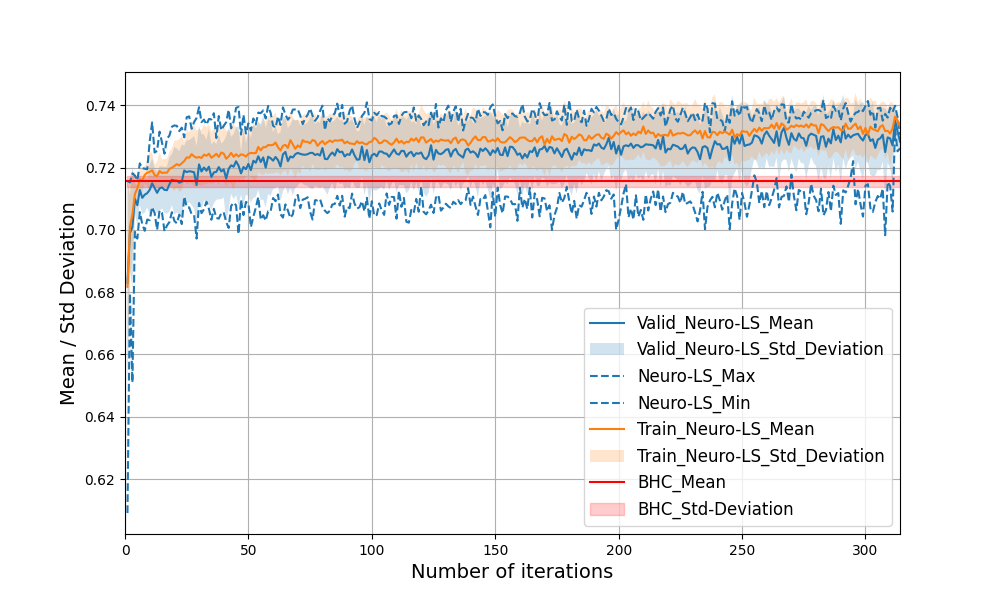 0.74
0.72
0.70
0.68
0.66
0.64
0.62
Mean / Std Deviation
Valid_Neuro-LS_Mean
Valid_Neuro-LS_Std_Deviation
Neuro-LS_Max
Neuro-LS_Min
Train_Neuro-LS_Mean
Train_Neuro-LS_Std_Deviation
BHC_Mean
BHC_Std-Deviation
0 50 100 150 200 250 300
Number of iterations